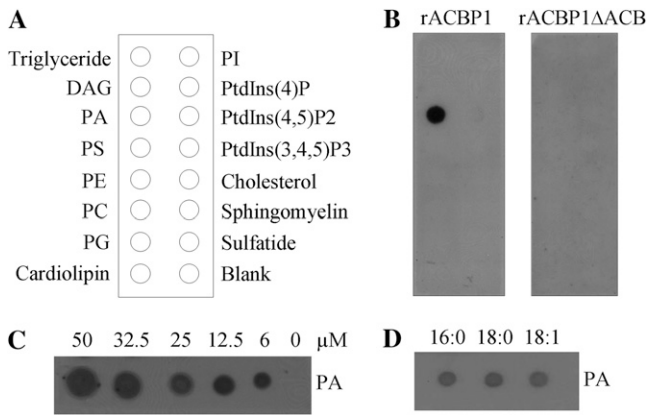 A
Triglyceride PI
DAG PtdIns(4)P
PA PtdIns(4,5)P2
PS PtdIns(3,4,5)P3
PE Cholesterol
PC Sphingomyelin
PG Sulfatide
Cardiolipin Blank
B rACBP1 rACBP1ΔACB
C 50 32.5 25 12.5 6 0 µM
PA
D 16:0 18:0 18:1
PA